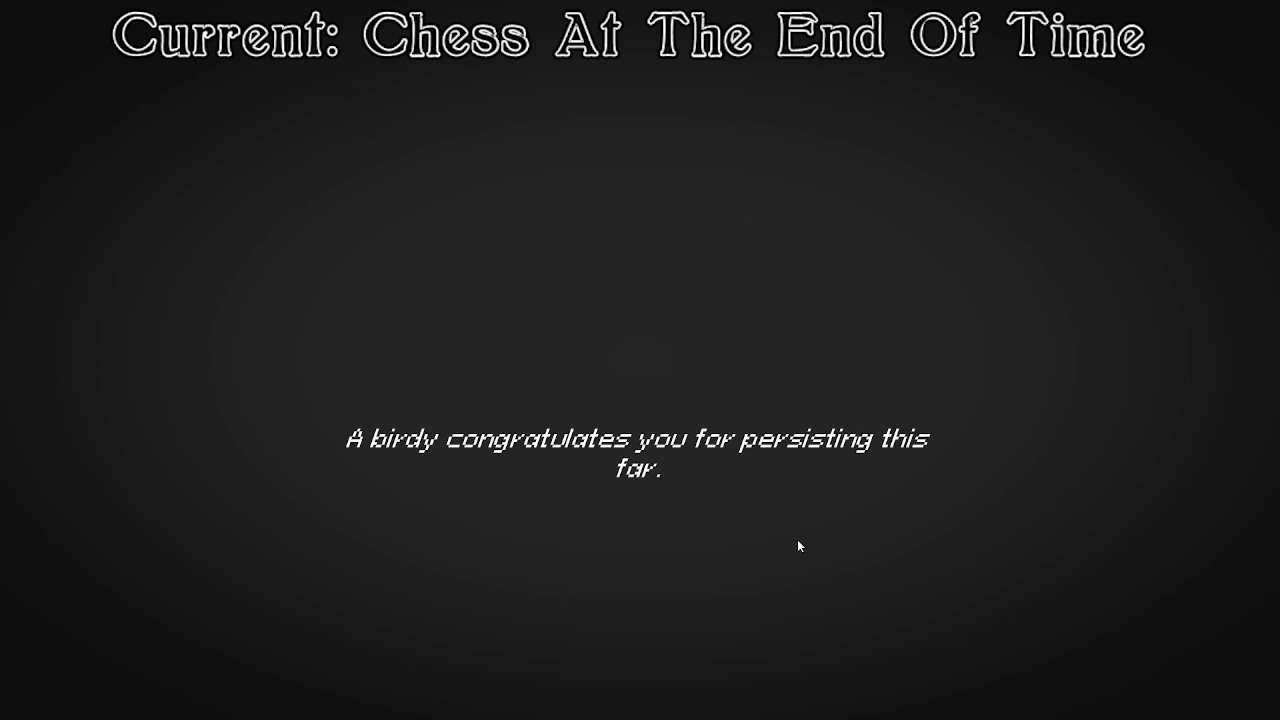 Current: Chess At The End Of Time
A birdy congratulates you for persisting this
far.